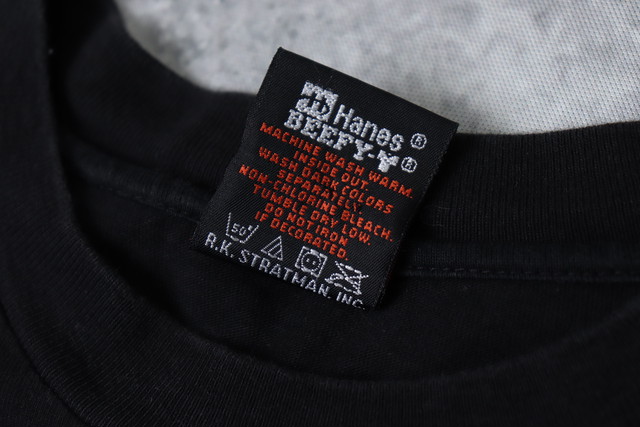 Hanes ®
BEEFY-Y ®
MACHINE WASH WARM.
INSIDE OUT.
WASH DARK COLORS
SEPARATELY.
NON-CHLORINE BLEACH.
TUMBLE DRY LOW.
DO NOT IRON
IF DECORATED.
50°
R.K. STRATMAN, INC.